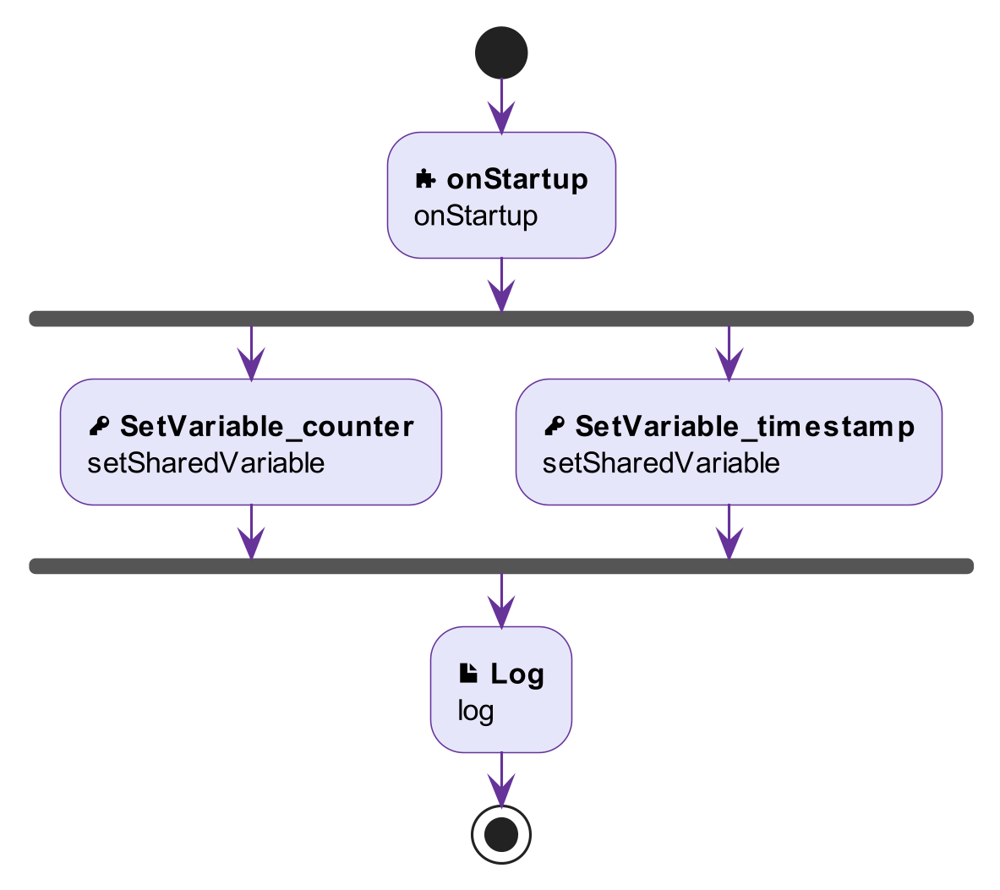 onStartup
onStartup
SetVariable_counter
setSharedVariable
SetVariable_timestamp
setSharedVariable
Log
log